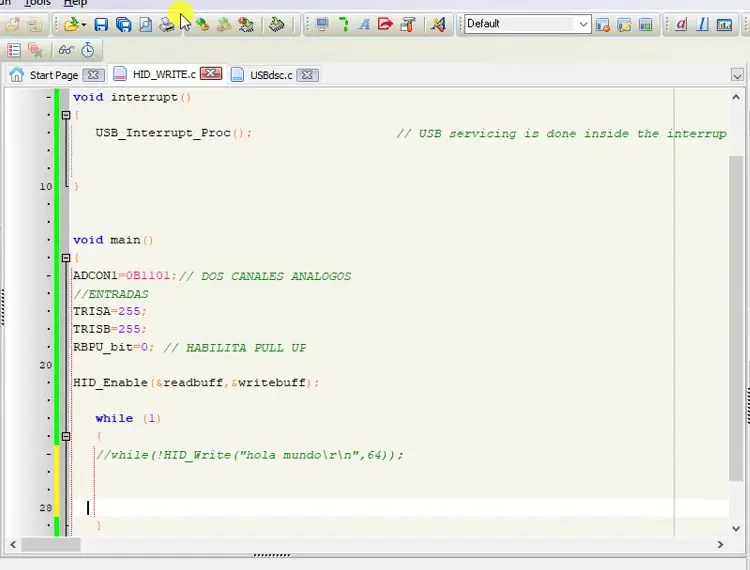 un Tools Help
Default
Start Page HID_WRITE.c USBdsc.c
void interrupt()
{
USB_Interrupt_Proc(); // USB servicing is done inside the interrup
10 }
void main()
{
ADCON1=0B1101;// DOS CANALES ANALOGOS
//ENTRADAS
TRISA=255;
TRISB=255;
RBPU_bit=0; // HABILITA PULL UP
20
HID_Enable(&readbuff,&writebuff);
while (1)
{
//while(!HID_Write("hola mundo\r\n",64));
28
}